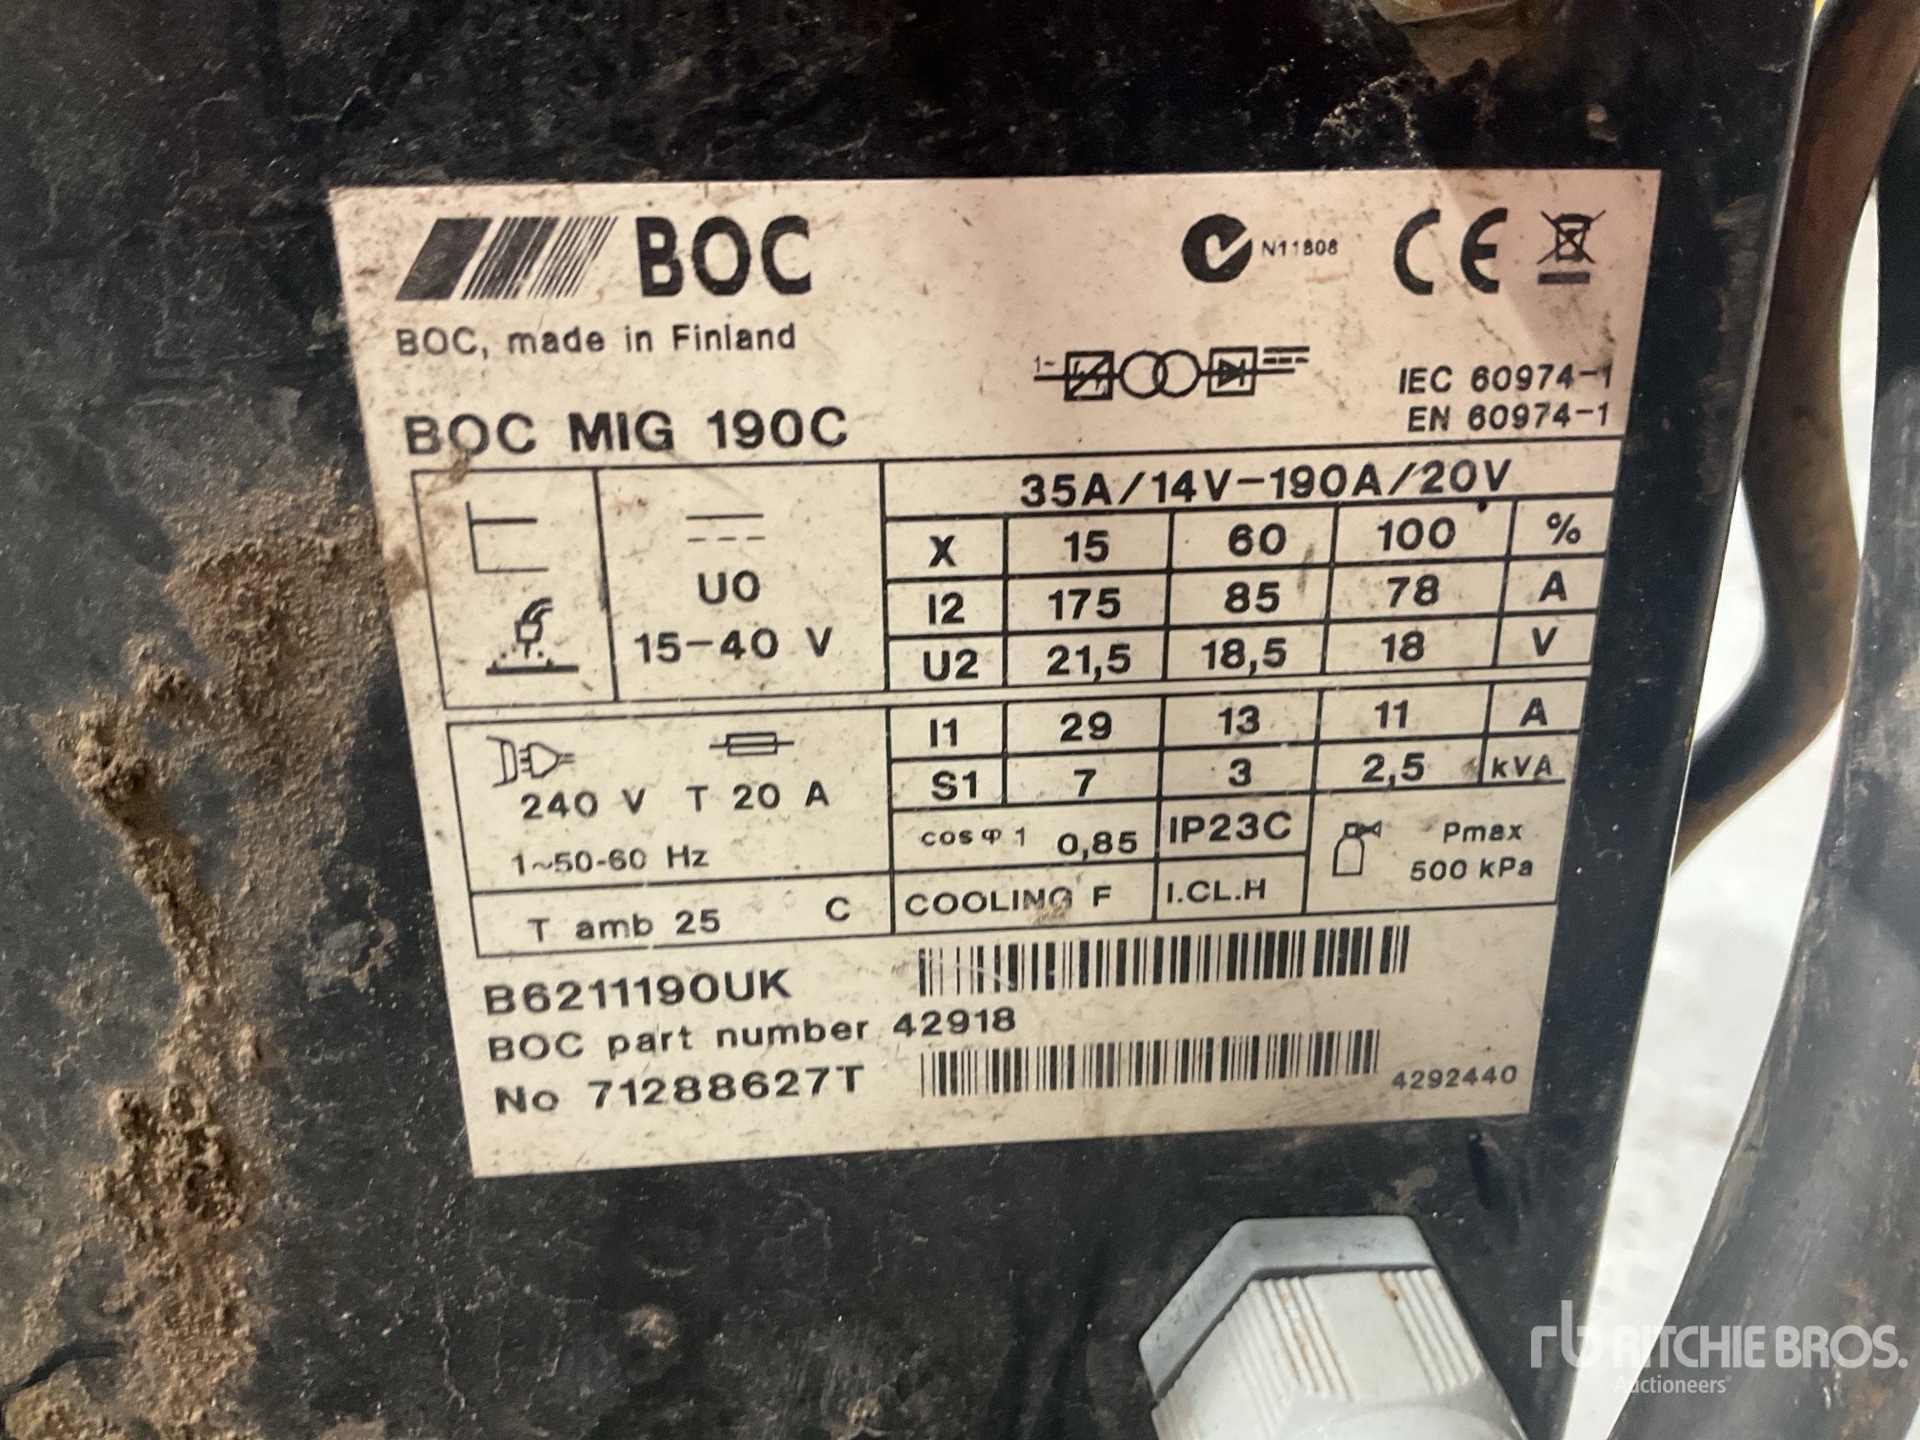 BOC
N11808
CE
BOC, made in Finland
1~
IEC 60974-1
EN 60974-1
BOC MIG 190C
35A/14V-190A/20V
X 15 60 100 %
U0
I2 175 85 78 A
15-40 V
U2 21,5 18,5 18 V
I1 29 13 11 A
240 V T 20 A
S1 7 3 2,5 kVA
1~50-60 Hz
cos φ 1 0,85 IP23C
Pmax
500 kPa
T amb 25 C
COOLING F I.CL.H
B6211190UK
BOC part number 42918
No 71288627T
4292440
rb RITCHIE BROS.
Auctioneers